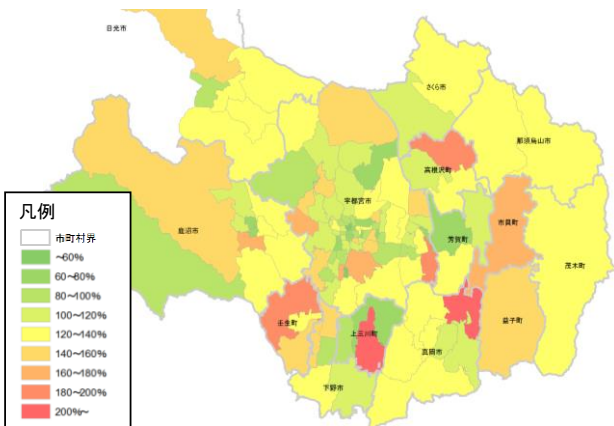 日光市
さくら市
那須烏山市
高根沢町
宇都宮市
鹿沼市
芳賀町
市貝町
茂木町
壬生町
上三川町
真岡市
益子町
下野市
凡例
市町村界
~60%
60~80%
80~100%
100~120%
120~140%
140~160%
160~180%
180~200%
200%~